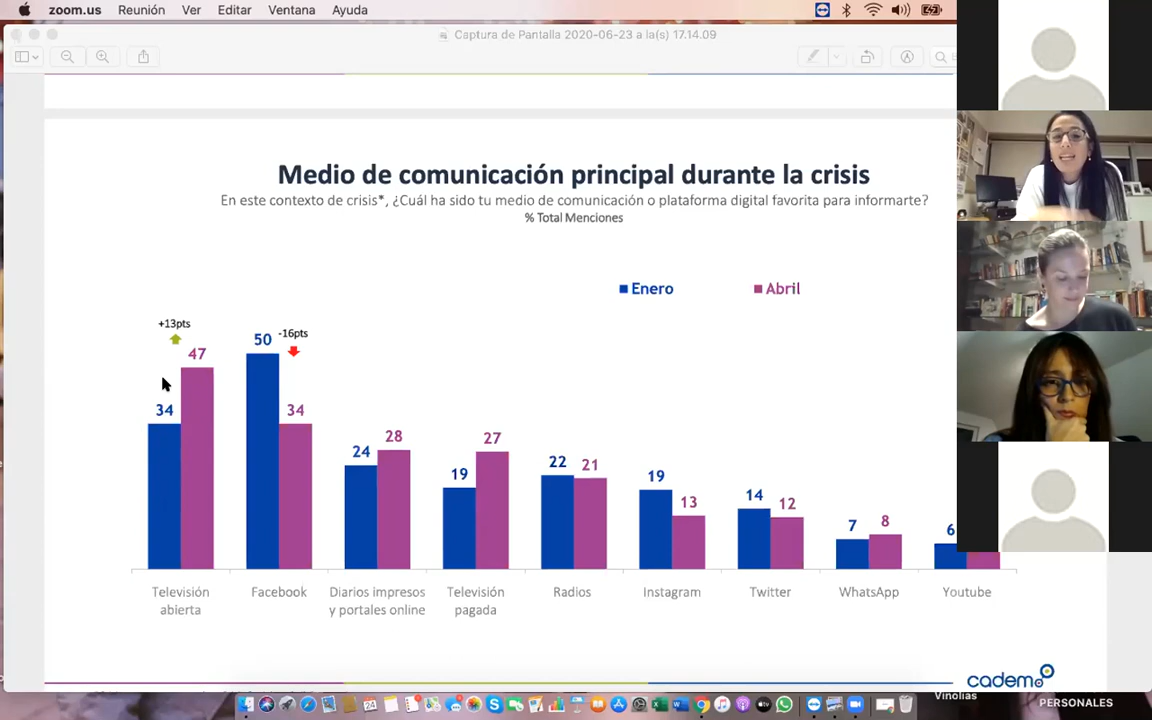 zoom.us Reunión Ver Editar Ventana Ayuda
Captura de Pantalla 2020-06-23 a la(s) 17.14.09
Medio de comunicación principal durante la crisis
En este contexto de crisis*, ¿Cuál ha sido tu medio de comunicación o plataforma digital favorita para informarte?
% Total Menciones
Enero Abril
+13pts
-16pts
34 47
50 34
24 28
19 27
22 21
19 13
14 12
7 8
6
Televisión abierta
Facebook
Diarios impresos y portales online
Televisión pagada
Radios
Instagram
Twitter
WhatsApp
Youtube
cadem
Vinolias
PERSONALES